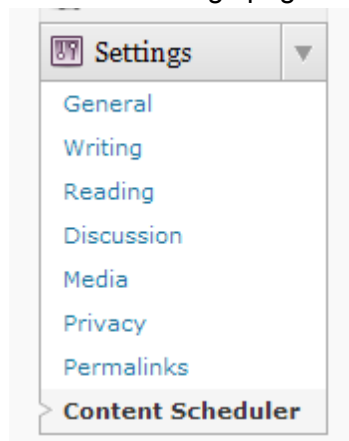 Settings
General
Writing
Reading
Discussion
Media
Privacy
Permalinks
Content Scheduler